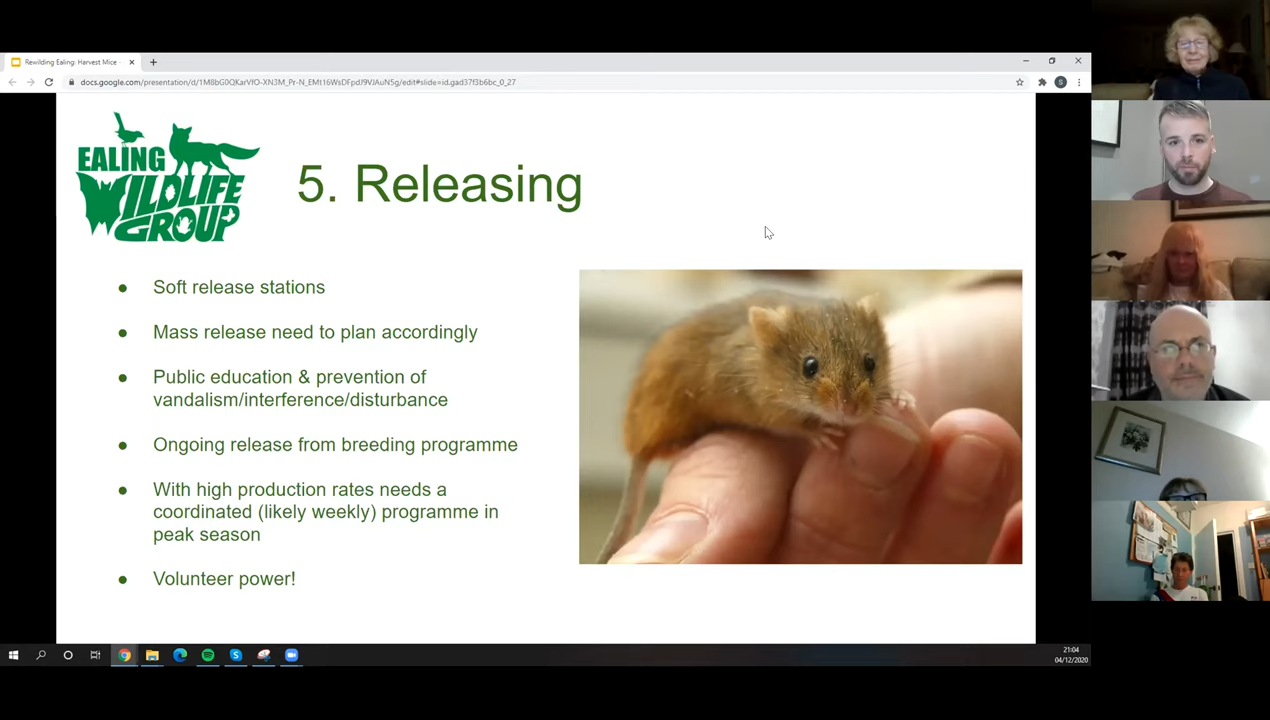 Rewilding Ealing: Harvest Mice -
docs.google.com/presentation/d/1M8bG0QKarVfO-XN3M_Pr-N_EMt16WsDFpdJ9VJAuN5g/edit#slide=id.gad37f3b6bc_0_27
S
EALING
WILDLIFE
GROUP
5. Releasing
● Soft release stations
● Mass release need to plan accordingly
● Public education & prevention of
vandalism/interference/disturbance
● Ongoing release from breeding programme
● With high production rates needs a
coordinated (likely weekly) programme in
peak season
● Volunteer power!
21:04
04/12/2020